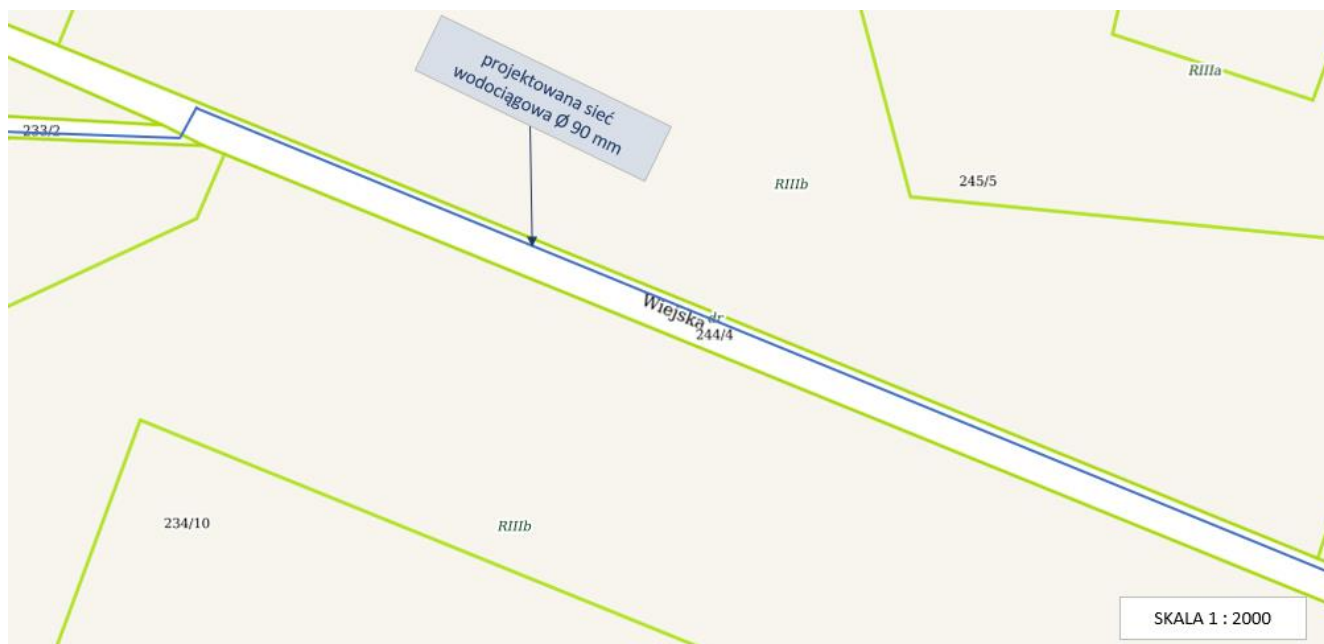 projektowana sieć
wodociągowa Ø 90 mm
RIIIa
233/2
RIIIb
245/5
Wiejska
dr
244/4
234/10
RIIIb
SKALA 1 : 2000